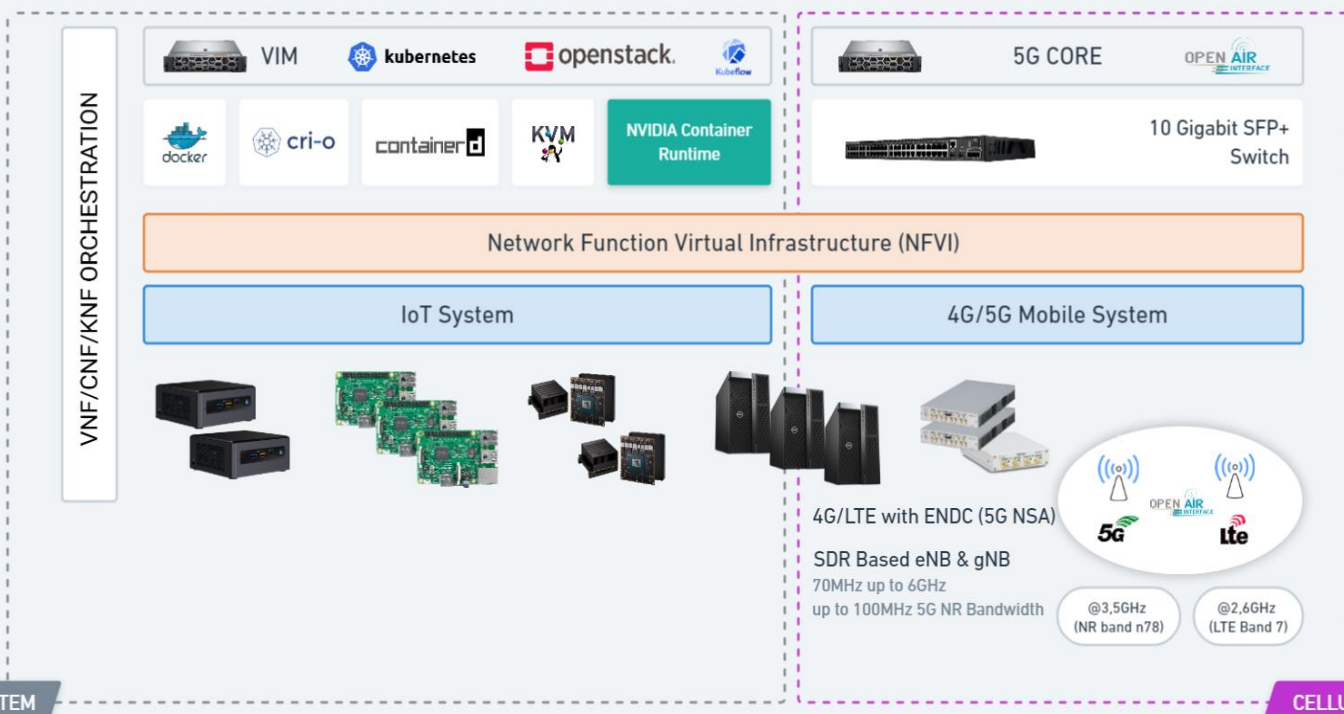 VNF/CNF/KNF ORCHESTRATION
VIM
kubernetes
openstack.
Kubeflow
docker
cri-o
containerd
KVM
NVIDIA Container
Runtime
5G CORE
OPEN AIR
INTERFACE
10 Gigabit SFP+
Switch
Network Function Virtual Infrastructure (NFVI)
IoT System
4G/5G Mobile System
4G/LTE with ENDC (5G NSA)
SDR Based eNB & gNB
70MHz up to 6GHz
up to 100MHz 5G NR Bandwidth
OPEN AIR
INTERFACE
5G
Lte
@3,5GHz
(NR band n78)
@2,6GHz
(LTE Band 7)
TEM
CELLU